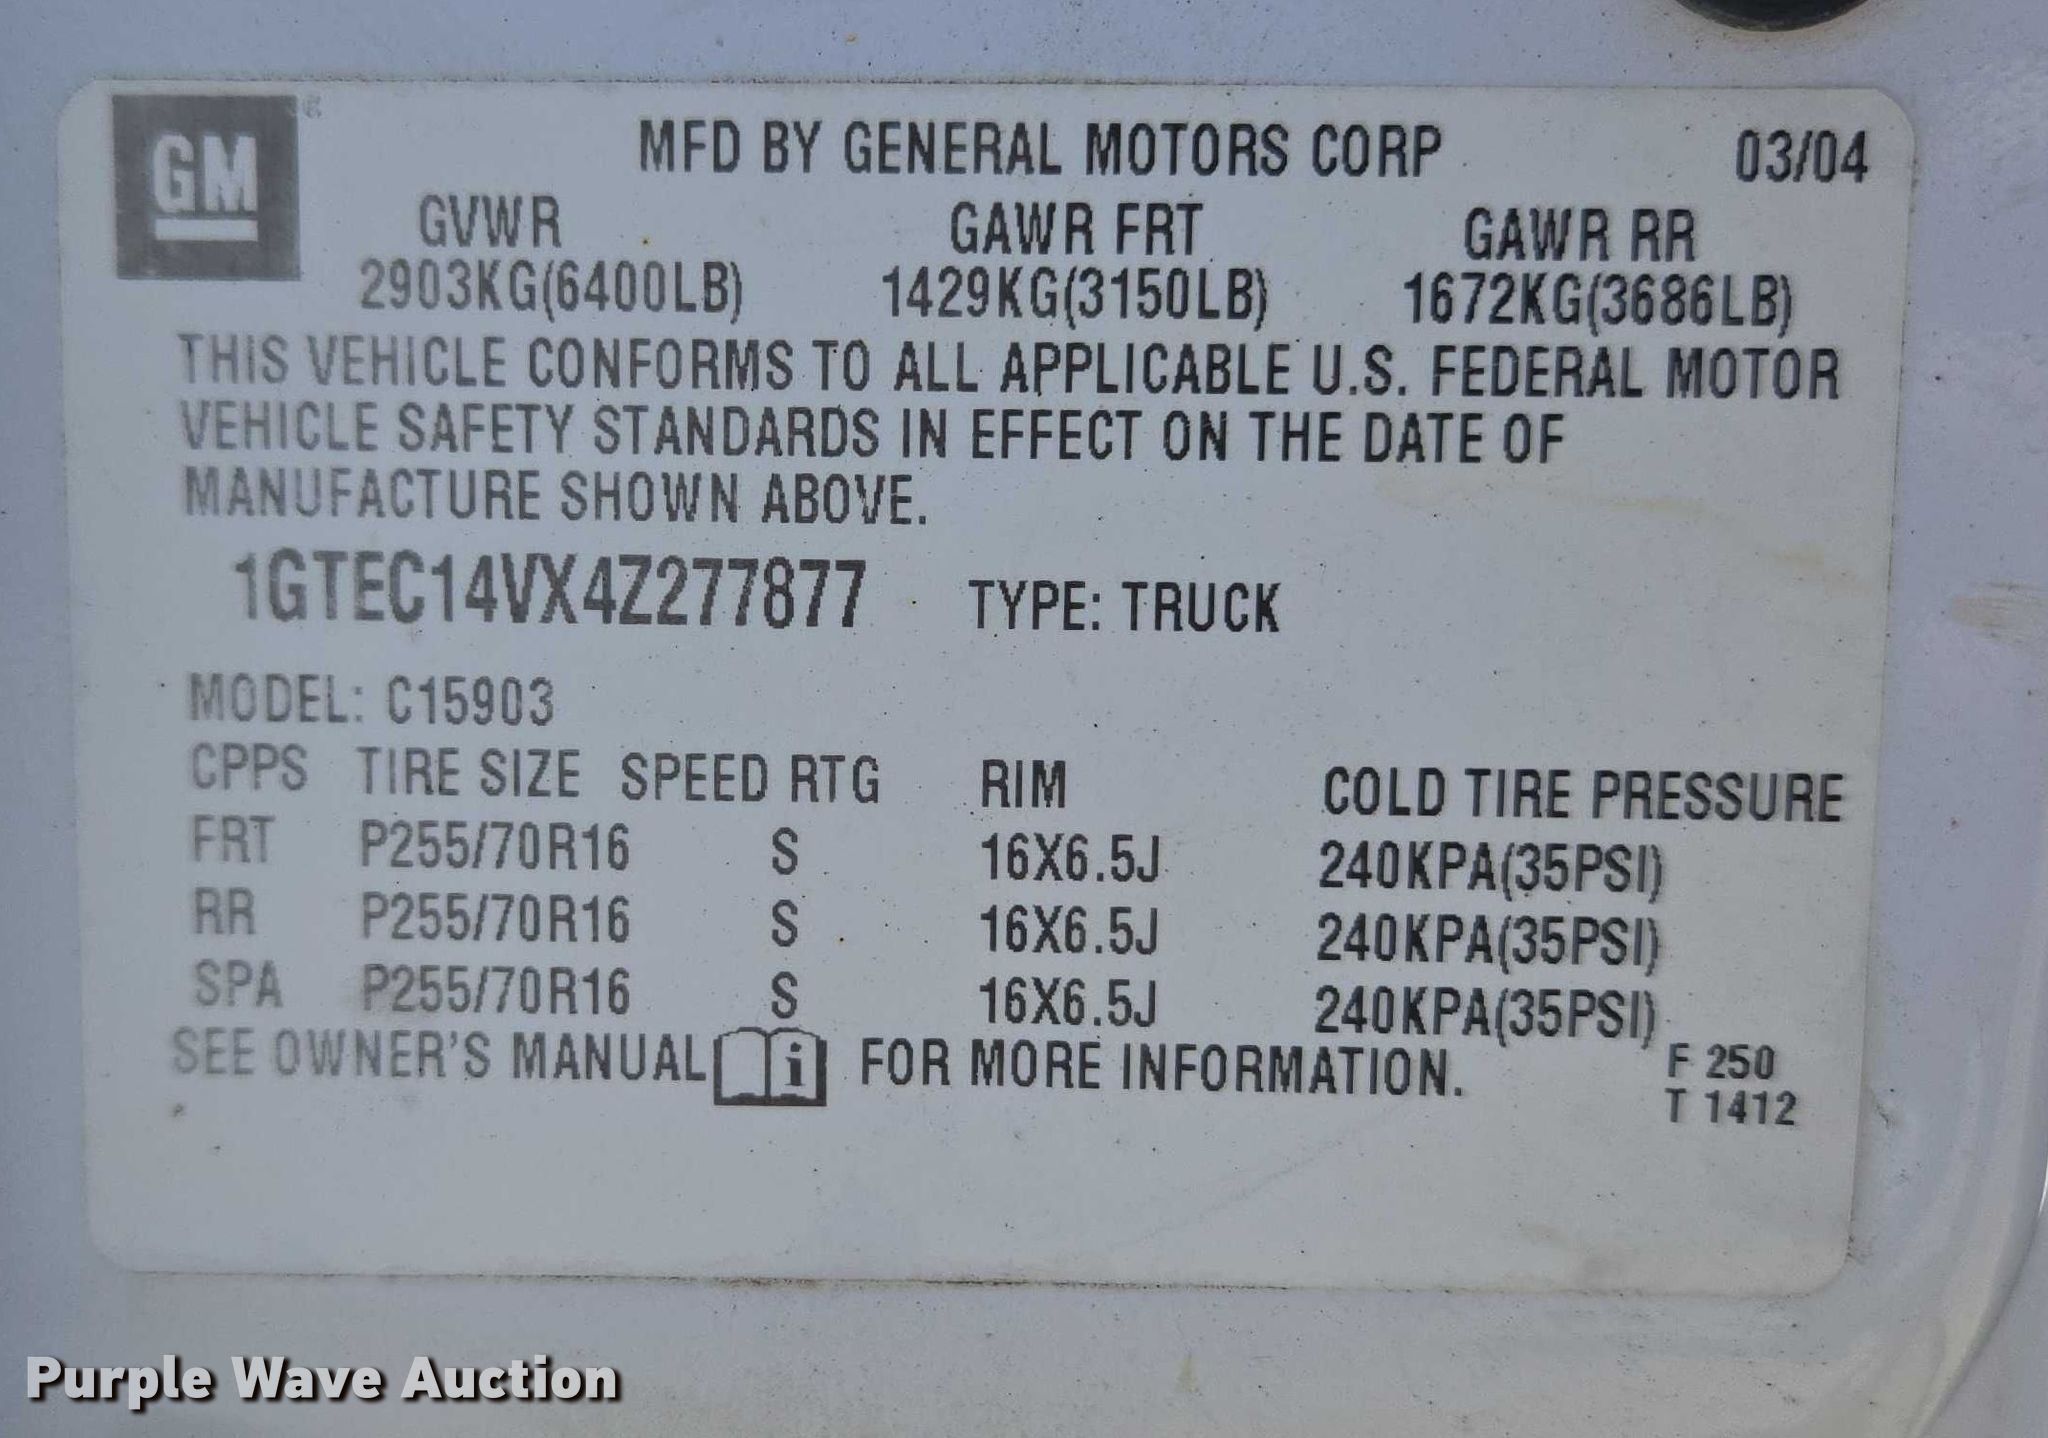 GM ®
MFD BY GENERAL MOTORS CORP 03/04
GVWR GAWR FRT GAWR RR
2903KG(6400LB) 1429KG(3150LB) 1672KG(3686LB)
THIS VEHICLE CONFORMS TO ALL APPLICABLE U.S. FEDERAL MOTOR
VEHICLE SAFETY STANDARDS IN EFFECT ON THE DATE OF
MANUFACTURE SHOWN ABOVE.
1GTEC14VX4Z277877 TYPE: TRUCK
MODEL: C15903
CPPS TIRE SIZE SPEED RTG RIM COLD TIRE PRESSURE
FRT P255/70R16 S 16X6.5J 240KPA(35PSI)
RR P255/70R16 S 16X6.5J 240KPA(35PSI)
SPA P255/70R16 S 16X6.5J 240KPA(35PSI)
SEE OWNER'S MANUAL i FOR MORE INFORMATION.
F 250
T 1412
Purple Wave Auction